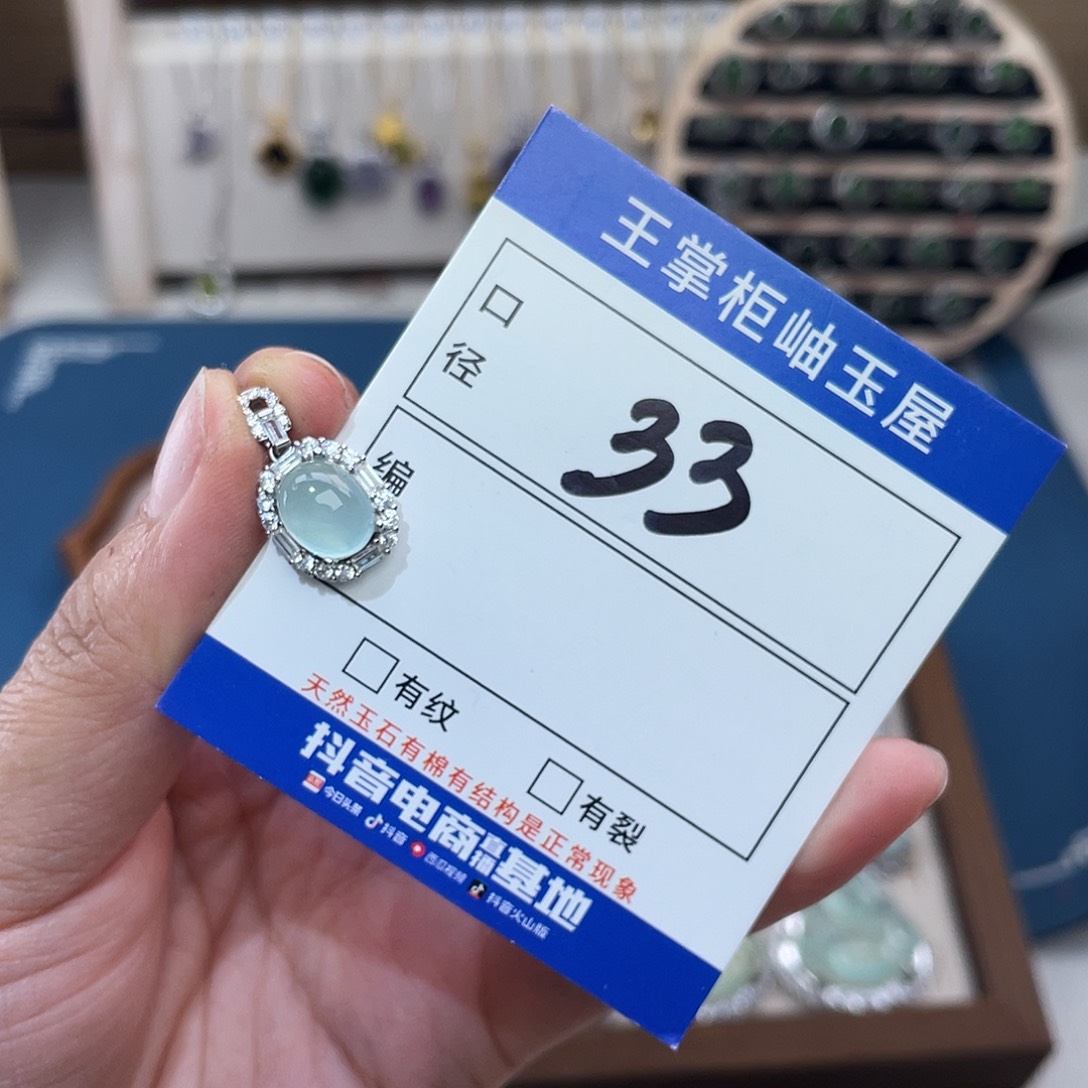 王掌柜岫玉屋
口径
33
编
有纹
有裂
天然玉石有棉有结构是正常现象
抖音电商直播基地
今日头条 抖音 西瓜视频 抖音火山版